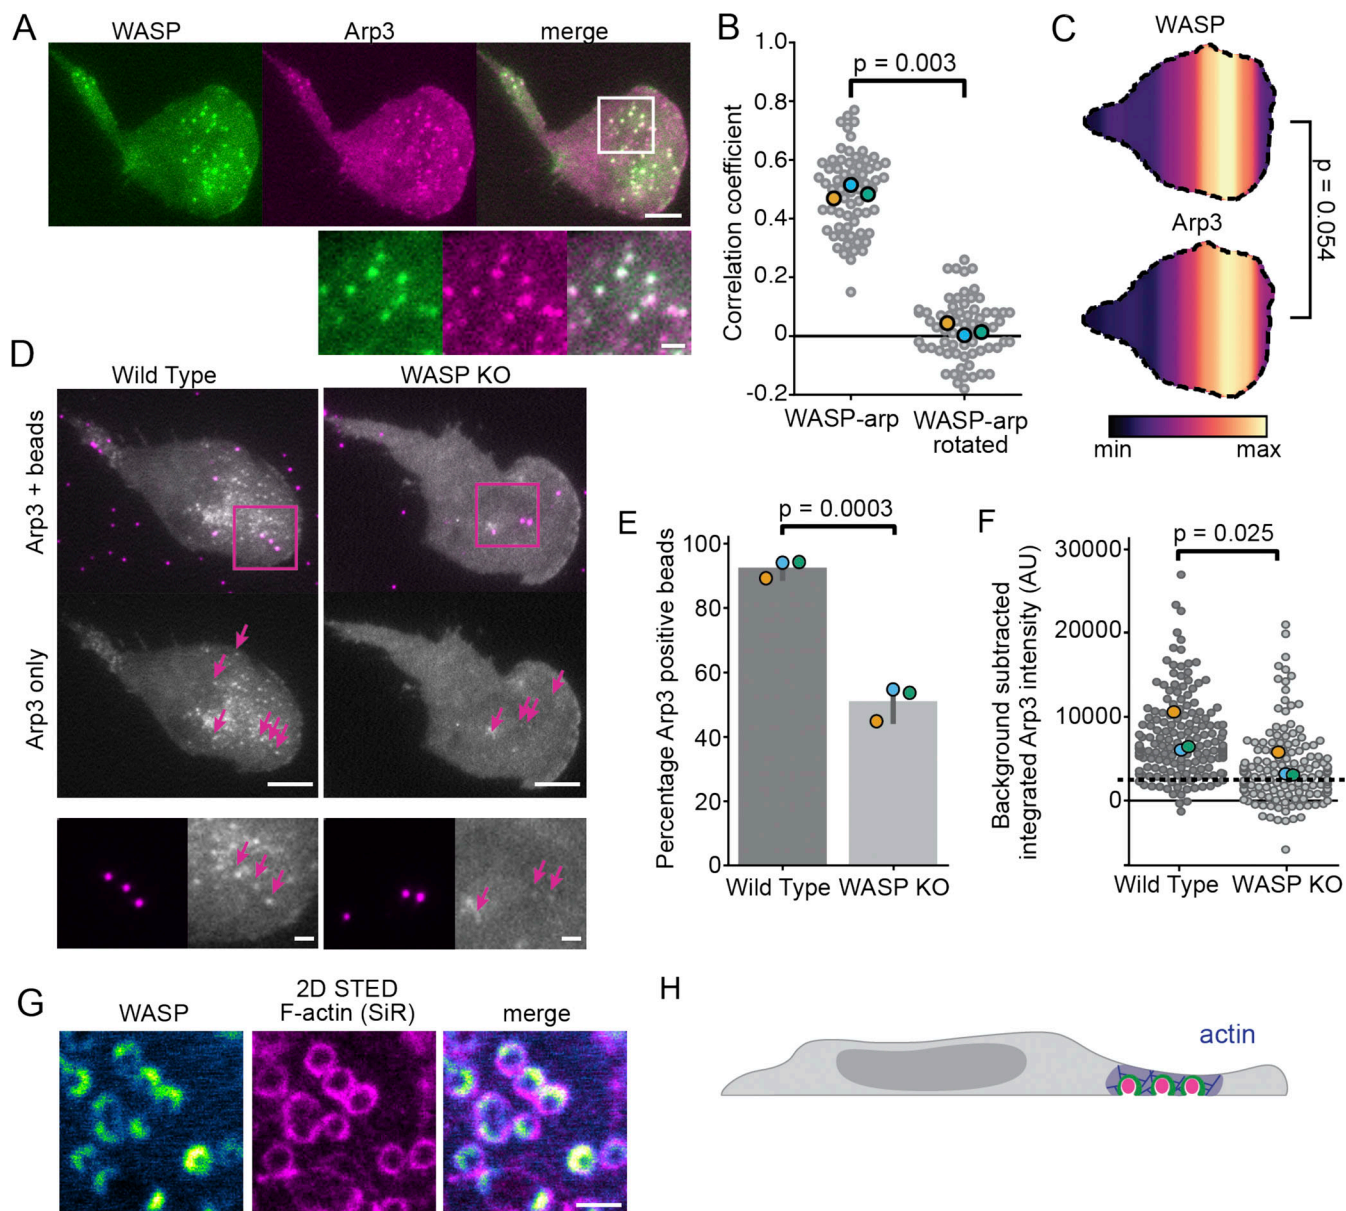 A
WASP
Arp3
merge
B
1.0
0.8
0.6
0.4
0.2
0
-0.2
Correlation coefficient
p = 0.003
WASP-arp
WASP-arp
rotated
C
WASP
Arp3
p = 0.054
min
max
D
Wild Type
WASP KO
Arp3 + beads
Arp3 only
E
Percentage Arp3 positive beads
100
80
60
40
20
0
p = 0.0003
Wild Type
WASP KO
F
Background subtracted
integrated Arp3 intensity (AU)
30000
20000
10000
0
p = 0.025
Wild Type
WASP KO
G
WASP
2D STED
F-actin (SiR)
merge
H
actin